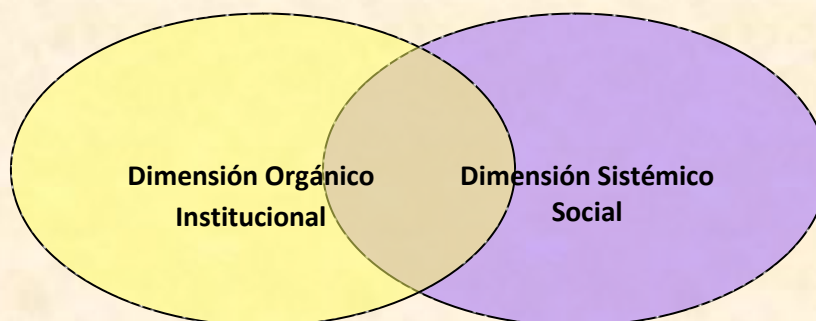 Dimensión Orgánico
Institucional
Dimensión Sistémico
Social